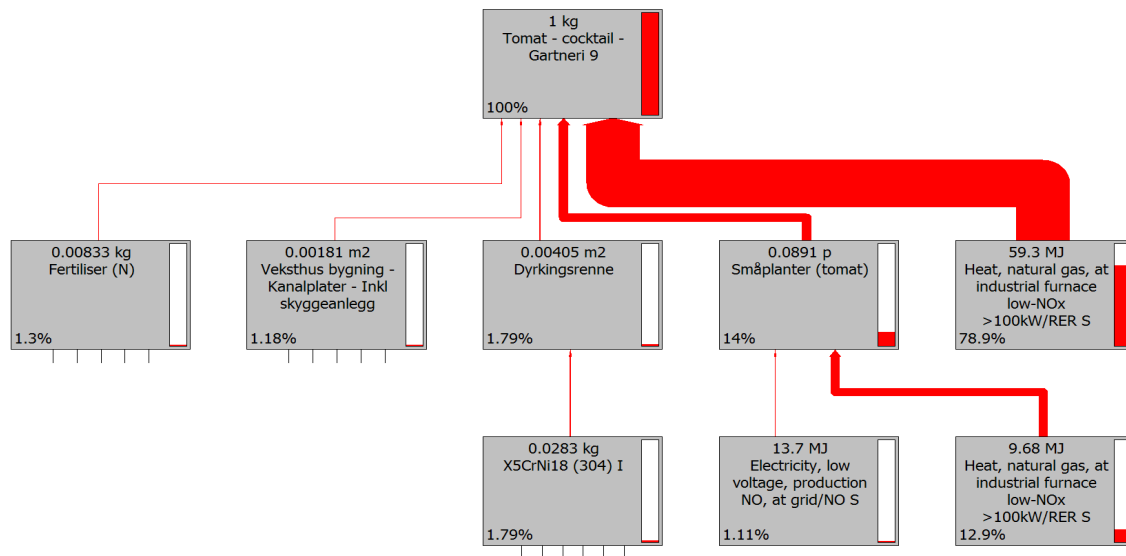 1 kg
Tomat - cocktail -
Gartneri 9
100%
0.00833 kg
Fertiliser (N)
1.3%
0.00181 m2
Veksthus bygning -
Kanalplater - Inkl
skyggeanlegg
1.18%
0.00405 m2
Dyrkingsrenne
1.79%
0.0891 p
Småplanter (tomat)
14%
59.3 MJ
Heat, natural gas, at
industrial furnace
low-NOx
>100kW/RER S
78.9%
0.0283 kg
X5CrNi18 (304) I
1.79%
13.7 MJ
Electricity, low
voltage, production
NO, at grid/NO S
1.11%
9.68 MJ
Heat, natural gas, at
industrial furnace
low-NOx
>100kW/RER S
12.9%